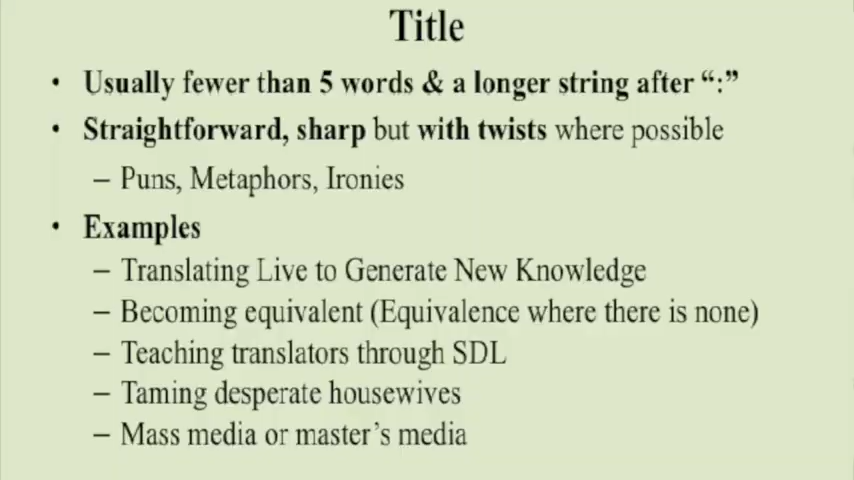 Title
• Usually fewer than 5 words & a longer string after “:”
• Straightforward, sharp but with twists where possible
– Puns, Metaphors, Ironies
• Examples
– Translating Live to Generate New Knowledge
– Becoming equivalent (Equivalence where there is none)
– Teaching translators through SDL
– Taming desperate housewives
– Mass media or master’s media